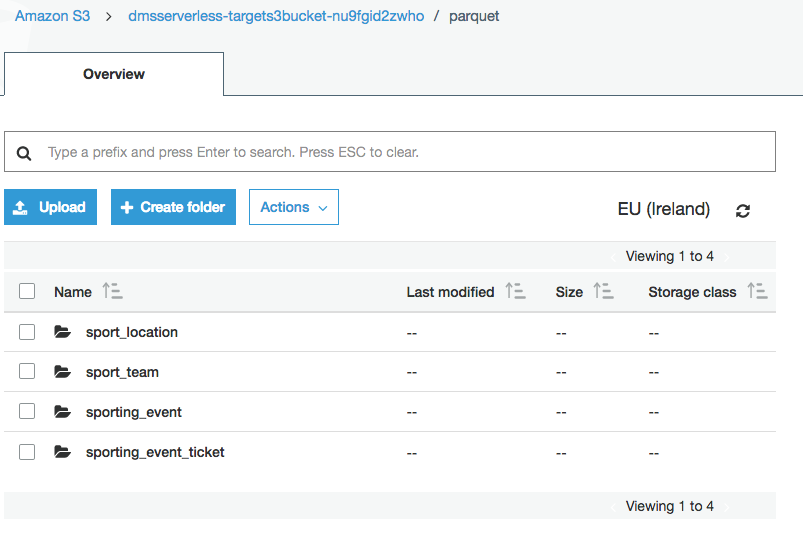 Amazon S3 > dmsserverless-targets3bucket-nu9fgid2zwho / parquet
Overview
Type a prefix and press Enter to search. Press ESC to clear.
Upload + Create folder Actions EU (Ireland)
Viewing 1 to 4
Name Last modified Size Storage class
sport_location -- -- --
sport_team -- -- --
sporting_event -- -- --
sporting_event_ticket -- -- --
Viewing 1 to 4